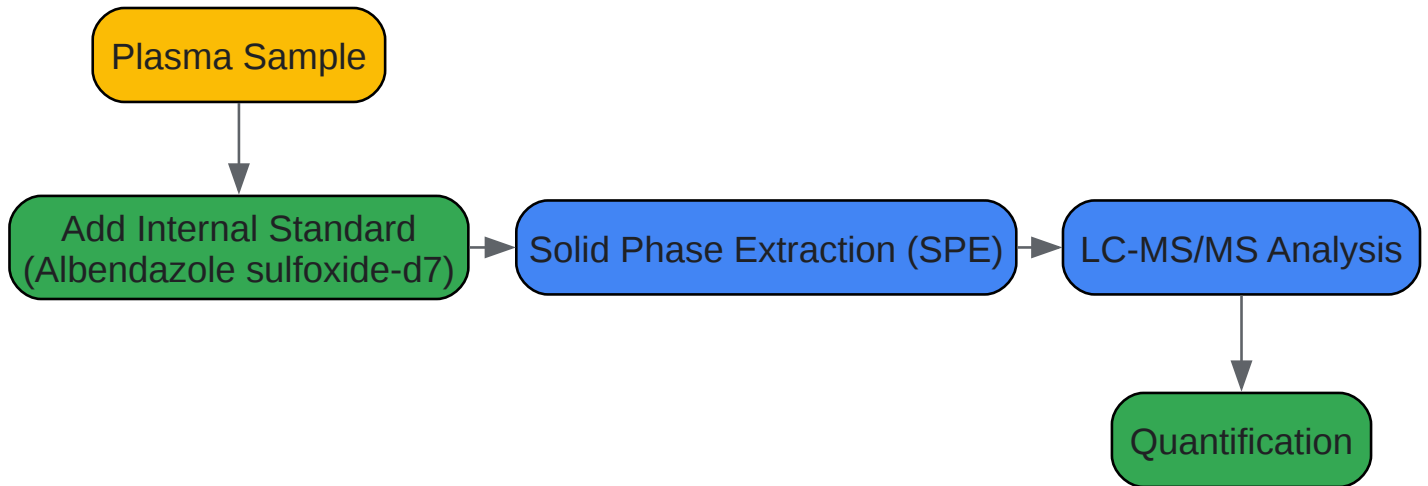 Plasma Sample
Add Internal Standard
(Albendazole sulfoxide-d7)
Solid Phase Extraction (SPE)
LC-MS/MS Analysis
Quantification